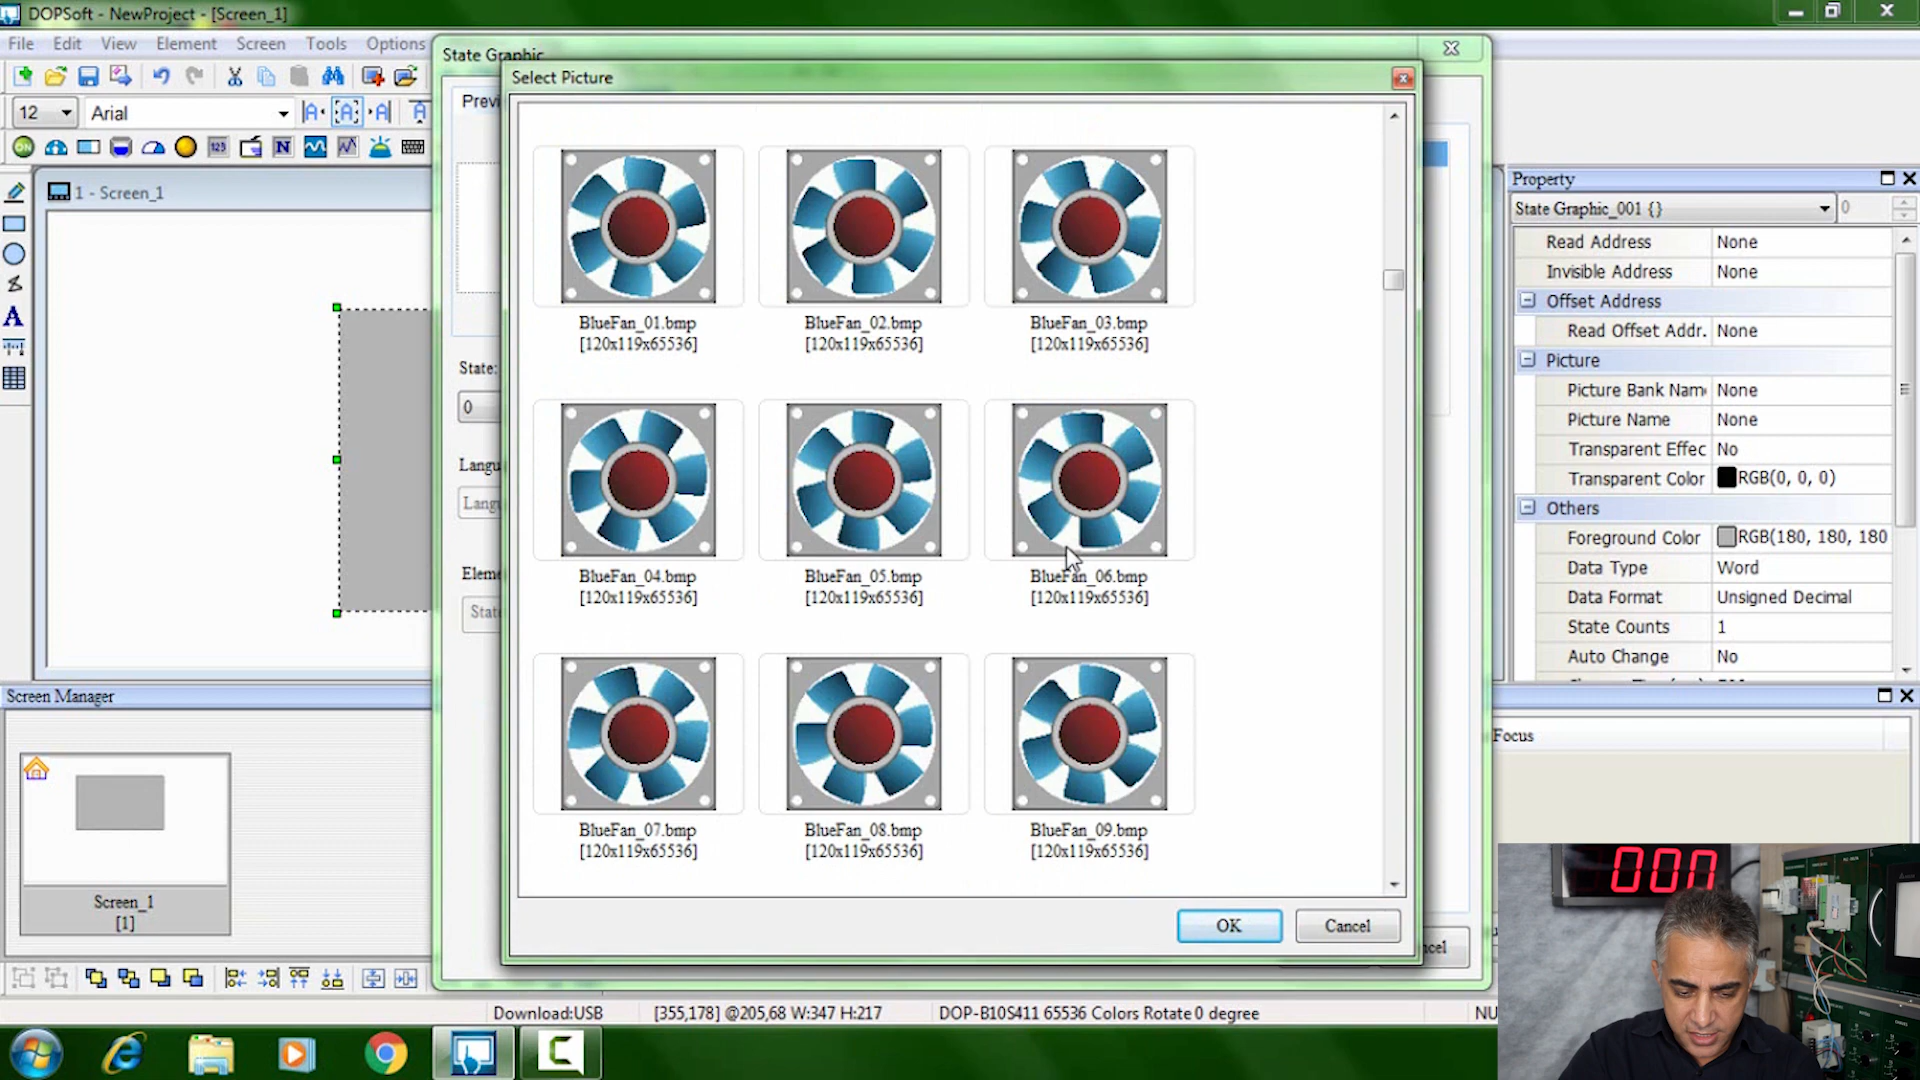 DOPSoft - NewProject - [Screen_1]
File Edit View Element Screen Tools Options
State Graphic
Select Picture
Previ
12 Arial
1 - Screen_1
BlueFan_01.bmp
[120x119x65536]
BlueFan_02.bmp
[120x119x65536]
BlueFan_03.bmp
[120x119x65536]
BlueFan_04.bmp
[120x119x65536]
BlueFan_05.bmp
[120x119x65536]
BlueFan_06.bmp
[120x119x65536]
BlueFan_07.bmp
[120x119x65536]
BlueFan_08.bmp
[120x119x65536]
BlueFan_09.bmp
[120x119x65536]
OK Cancel
State:
0
Langu
Lang
Eleme
State
ncel
Property
State Graphic_001 {} 0
Read Address None
Invisible Address None
Offset Address
Read Offset Addr. None
Picture
Picture Bank Nam None
Picture Name None
Transparent Effec No
Transparent Color RGB(0, 0, 0)
Others
Foreground Color RGB(180, 180, 180
Data Type Word
Data Format Unsigned Decimal
State Counts 1
Auto Change No
Focus
Screen Manager
Screen_1
[1]
Download:USB [355,178] @205,68 W:347 H:217 DOP-B10S411 65536 Colors Rotate 0 degree NU
000